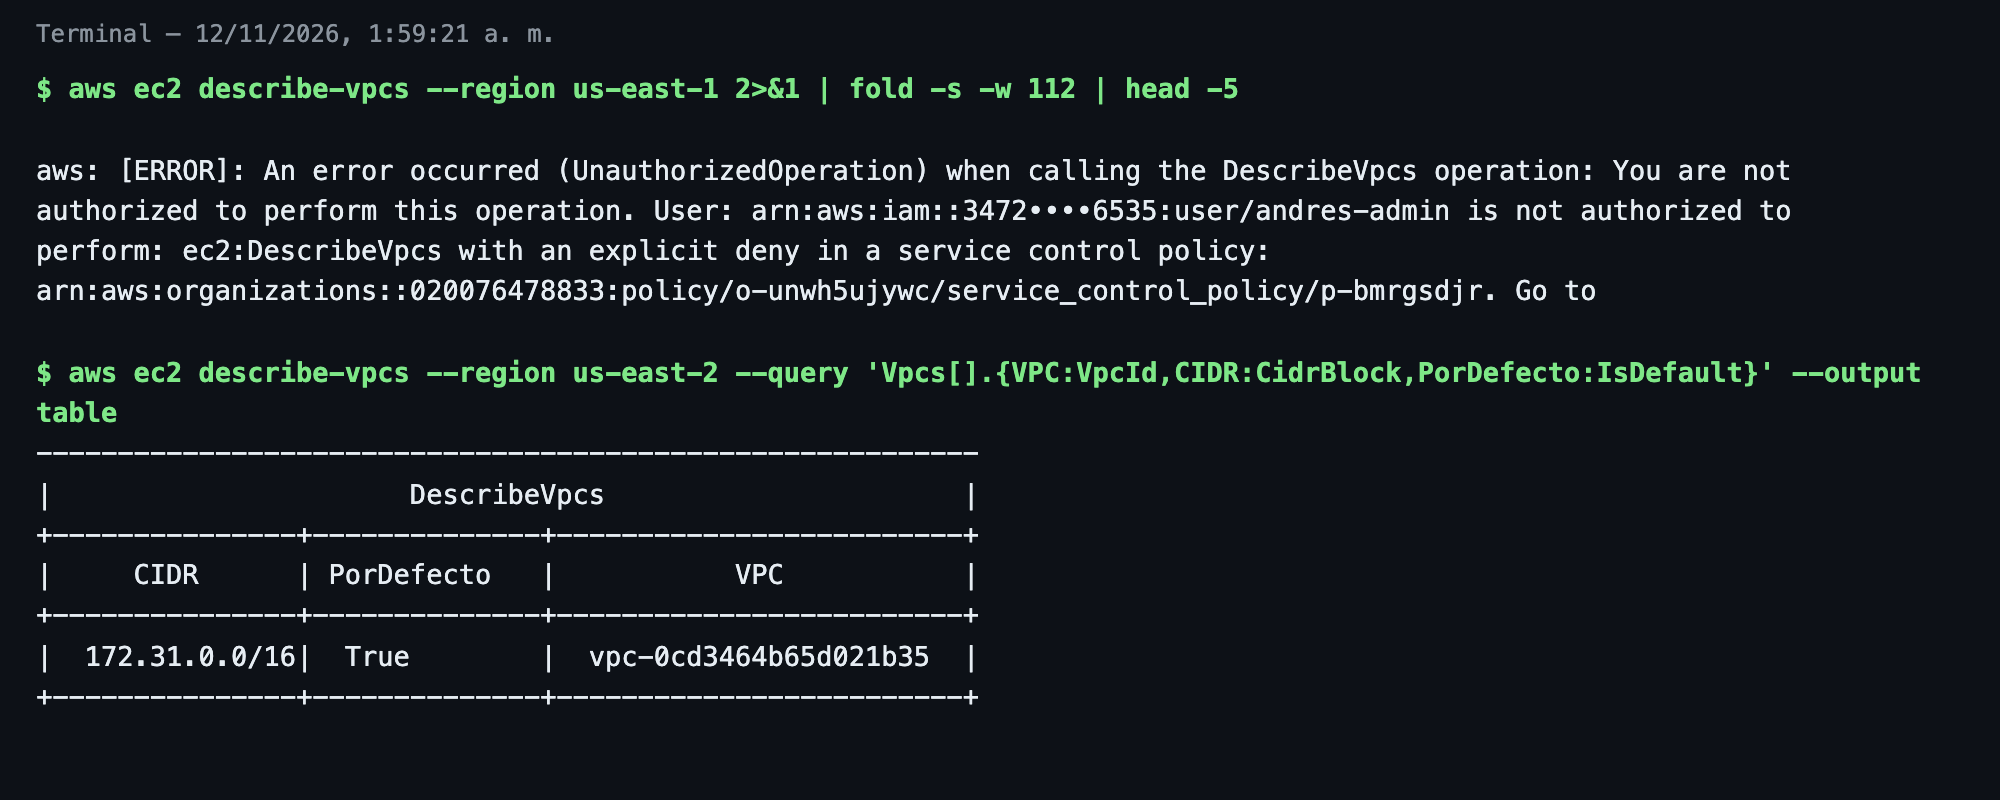 Terminal — 12/11/2026, 1:59:21 a. m.
$ aws ec2 describe-vpcs --region us-east-1 2>&1 | fold -s -w 112 | head -5
aws: [ERROR]: An error occurred (UnauthorizedOperation) when calling the DescribeVpcs operation: You are not
authorized to perform this operation. User: arn:aws:iam::3472••••6535:user/andres-admin is not authorized to
perform: ec2:DescribeVpcs with an explicit deny in a service control policy:
arn:aws:organizations::020076478833:policy/o-unwh5ujywc/service_control_policy/p-bmrgsdjr. Go to
$ aws ec2 describe-vpcs --region us-east-2 --query 'Vpcs[].{VPC:VpcId,CIDR:CidrBlock,PorDefecto:IsDefault}' --output
table
----------------------------------------------------------
|                      DescribeVpcs                      |
+---------------+--------------+-------------------------+
|     CIDR      | PorDefecto   |           VPC           |
+---------------+--------------+-------------------------+
|  172.31.0.0/16|  True        |  vpc-0cd3464b65d021b35  |
+---------------+--------------+-------------------------+